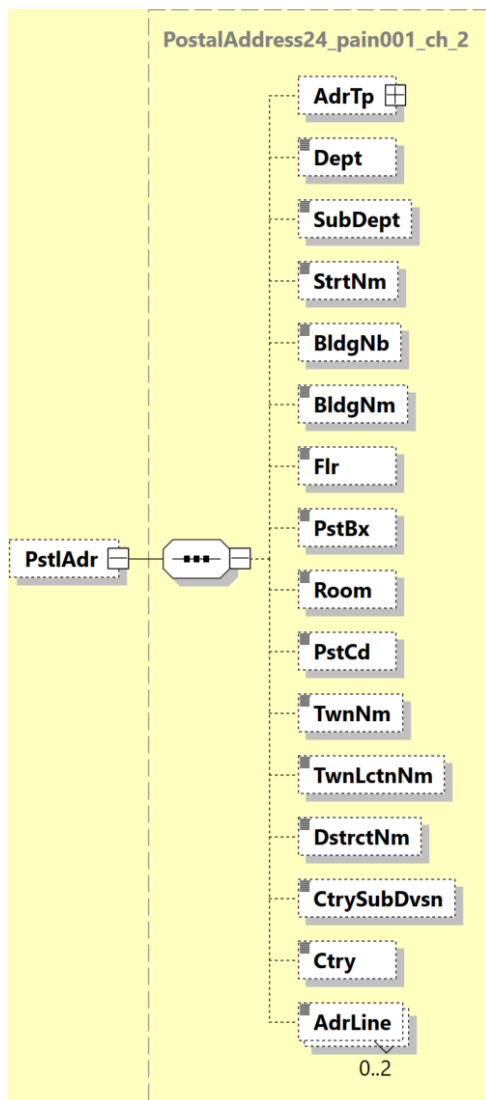 PostalAddress24_pain001_ch_2
AdrTp
Dept
SubDept
StrtNm
BldgNb
BldgNm
Flr
PstBx
PstlAdr
Room
PstCd
TwnNm
TwnLctnNm
DstrctNm
CtrySubDvsn
Ctry
AdrLine
0..2